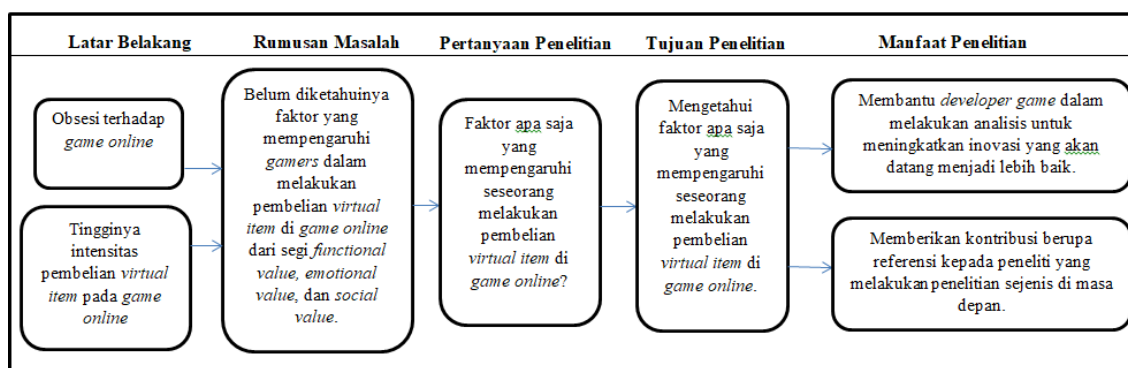 Latar Belakang
Rumusan Masalah
Pertanyaan Penelitian
Tujuan Penelitian
Manfaat Penelitian
Obsesi terhadap
game online
Tingginya
intensitas
pembelian virtual
item pada game
online
Belum diketahuinya
faktor yang
mempengaruhi
gamers dalam
melakukan
pembelian virtual
item di game online
dari segi functional
value, emotional
value, dan social
value.
Faktor apa saja
yang
mempengaruhi
seseorang
melakukan
pembelian
virtual item di
game online?
Mengetahui
faktor apa saja
yang
mempengaruhi
seseorang
melakukan
pembelian
virtual item di
game online.
Membantu developer game dalam
melakukan analisis untuk
meningkatkan inovasi yang akan
datang menjadi lebih baik.
Memberikan kontribusi berupa
referensi kepada peneliti yang
melakukan penelitian sejenis di masa
depan.